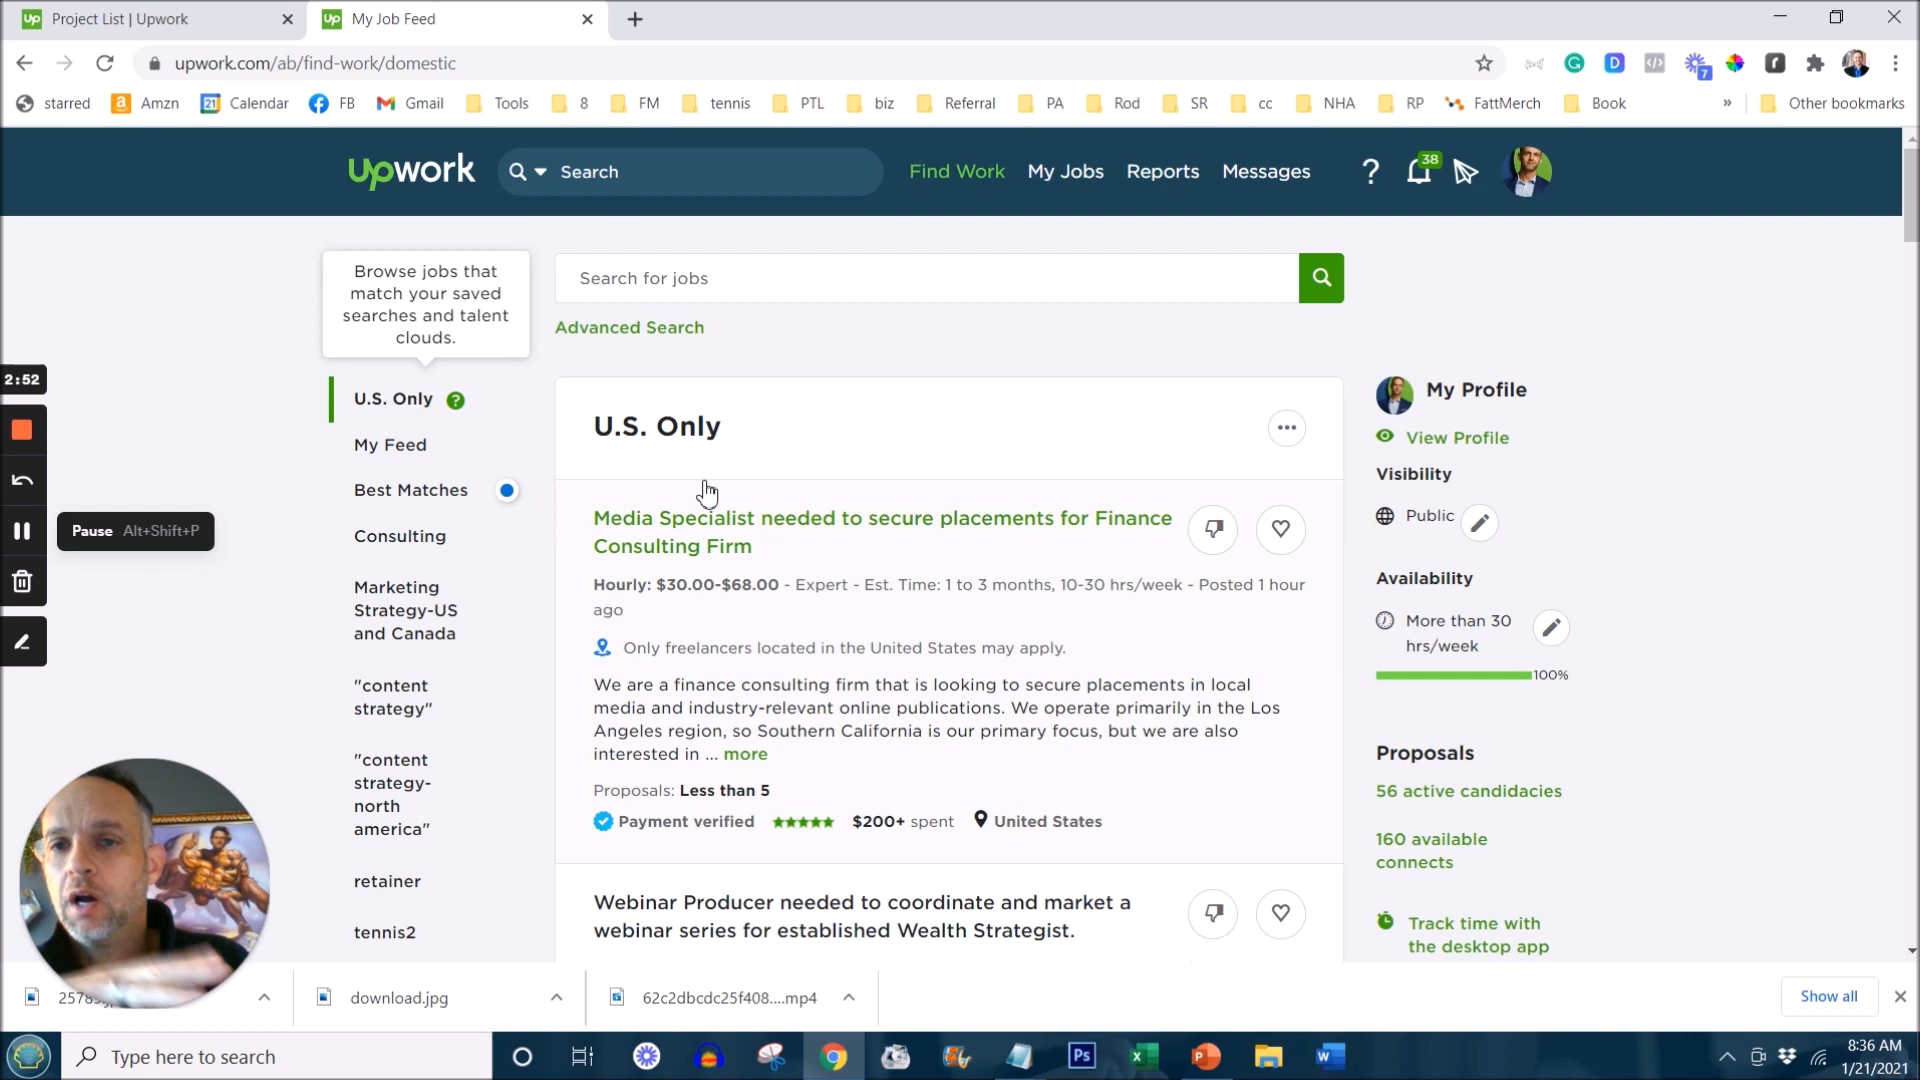 Project List | Upwork
My Job Feed
upwork.com/ab/find-work/domestic
7
starred
Amzn
21
Calendar
FB
Gmail
Tools
8
FM
tennis
PTL
biz
Referral
PA
Rod
SR
cc
NHA
RP
FattMerch
Book
»
Other bookmarks
upwork
Search
Find Work
My Jobs
Reports
Messages
?
38
Browse jobs that
match your saved
searches and talent
clouds.
Search for jobs
Advanced Search
2:52
U.S. Only ?
My Feed
Best Matches
Pause Alt+Shift+P
Consulting
Marketing
Strategy-US
and Canada
"content
strategy"
"content
strategy-
north
america"
retainer
tennis2
U.S. Only
Media Specialist needed to secure placements for Finance
Consulting Firm
Hourly: $30.00-$68.00 - Expert - Est. Time: 1 to 3 months, 10-30 hrs/week - Posted 1 hour
ago
Only freelancers located in the United States may apply.
We are a finance consulting firm that is looking to secure placements in local
media and industry-relevant online publications. We operate primarily in the Los
Angeles region, so Southern California is our primary focus, but we are also
interested in ... more
Proposals: Less than 5
Payment verified $200+ spent United States
Webinar Producer needed to coordinate and market a
webinar series for established Wealth Strategist.
My Profile
View Profile
Visibility
Public
Availability
More than 30
hrs/week
100%
Proposals
56 active candidacies
160 available
connects
Track time with
the desktop app
download.jpg
62c2dbcdc25f408....mp4
Show all
Type here to search
Ps
8:36 AM
1/21/2021